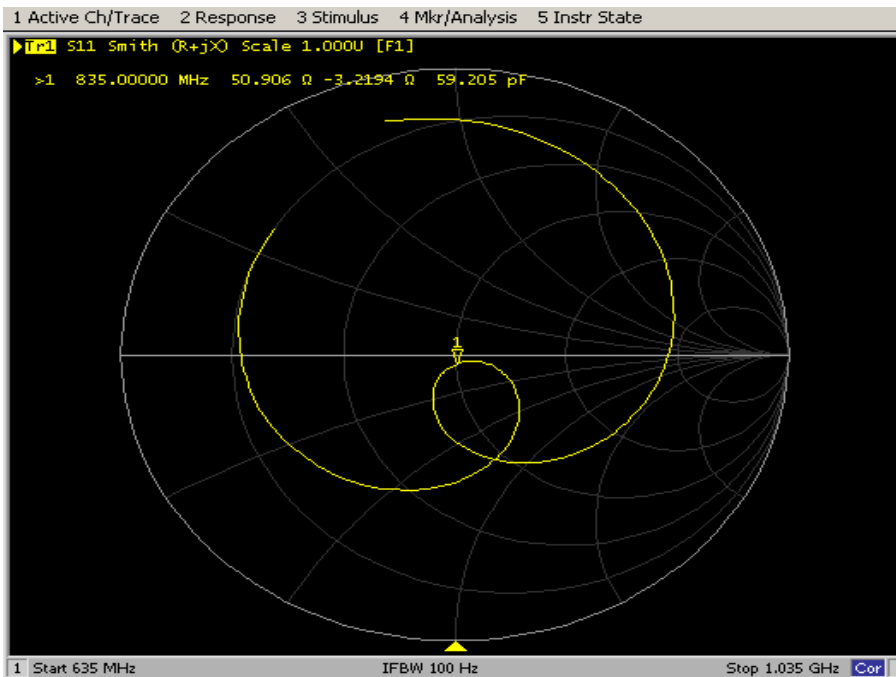 1 Active Ch/Trace 2 Response 3 Stimulus 4 Mkr/Analysis 5 Instr State
Tr1 S11 Smith (R+jX) Scale 1.000U [F1]
>1 835.00000 MHz 50.906 Ω -3.2194 Ω 59.205 pF
1
1 Start 635 MHz IFBW 100 Hz Stop 1.035 GHz Cor